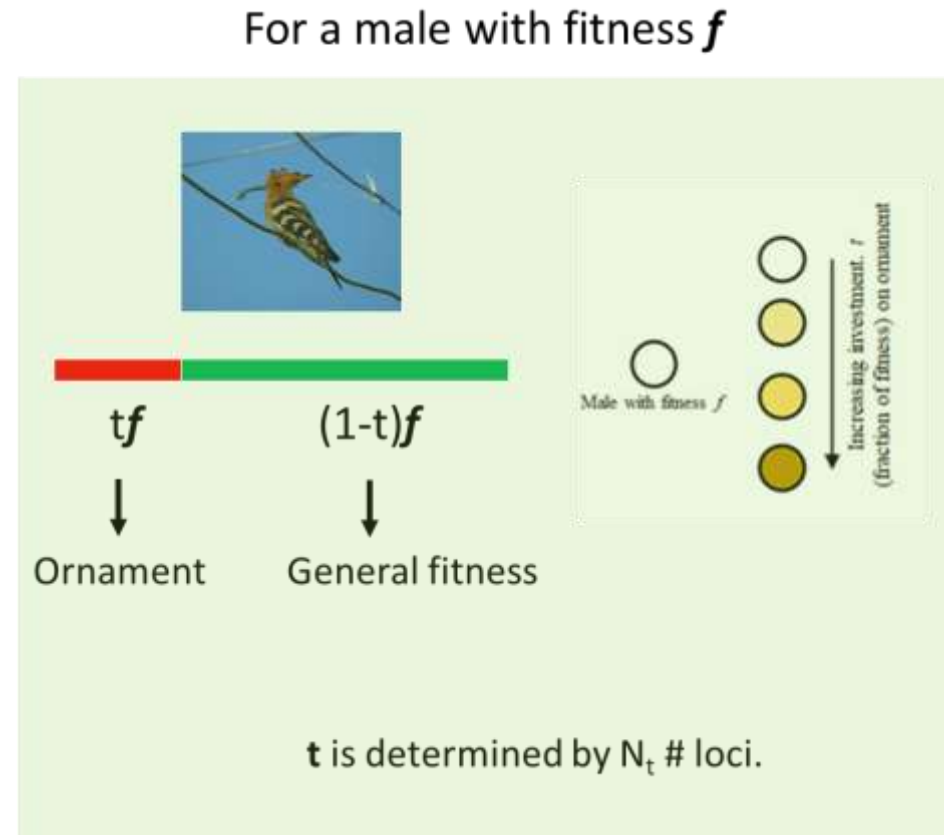 For a male with fitness f
tf
(1-t)f
Ornament
General fitness
Male with fitness f
Increasing investment. t
(fraction of fitness) on ornament
t is determined by Nt # loci.